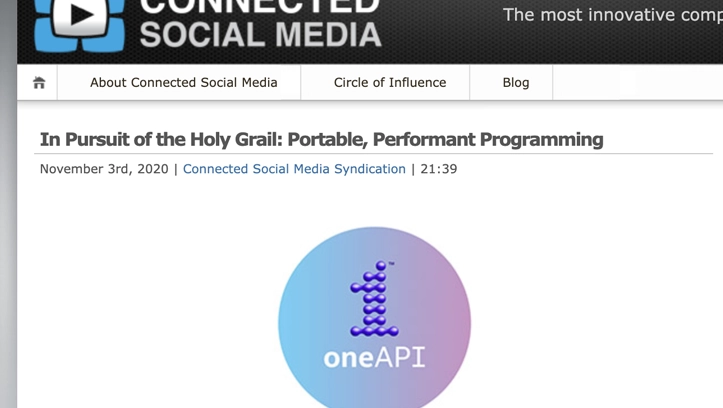 CONNECTED
SOCIAL MEDIA
The most innovative
About Connected Social Media
Circle of Influence
Blog
In Pursuit of the Holy Grail: Portable, Performant Programming
November 3rd, 2020 | Connected Social Media Syndication | 21:39
™
oneAPI